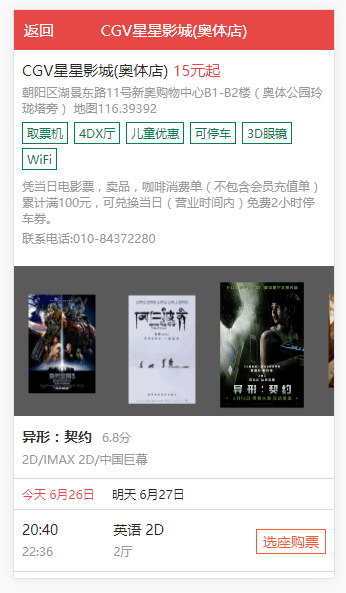 返回 CGV星星影城(奥体店)
CGV星星影城(奥体店) 15元起
朝阳区湖景东路11号新奥购物中心B1-B2楼（奥体公园玲
珑塔旁） 地图116.39392
取票机 4DX厅 儿童优惠 可停车 3D眼镜
WiFi
凭当日电影票，卖品，咖啡消费单（不包含会员充值单）
累计满100元，可兑换当日（营业时间内）免费2小时停
车券。
联系电话:010-84372280
冈仁波齐
异形：契约
异形：契约 6.8分
2D/IMAX 2D/中国巨幕
今天 6月26日 明天 6月27日
20:40 英语 2D
22:36 2厅
选座购票